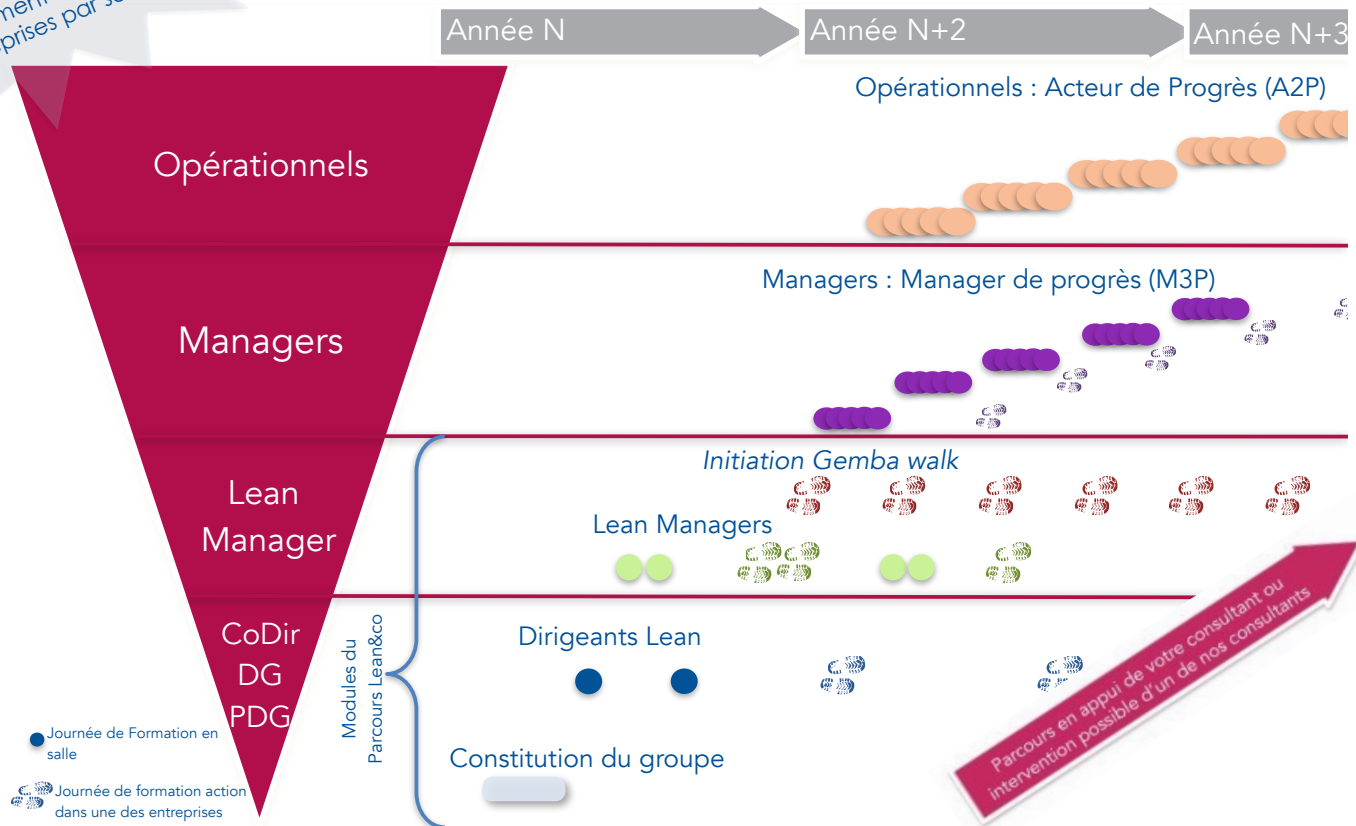 eprises par se
Année N
Année N+2
Année N+3
Opérationnels : Acteur de Progrès (A2P)
Opérationnels
Managers : Manager de progrès (M3P)
Managers
Initiation Gemba walk
Lean
Manager
Lean Managers
CoDir
DG
PDG
Modules du
Parcours Lean&co
Dirigeants Lean
Constitution du groupe
Parcours en appui de votre consultant ou
intervention possible d'un de nos consultants
Journée de Formation en
salle
Journée de formation action
dans une des entreprises